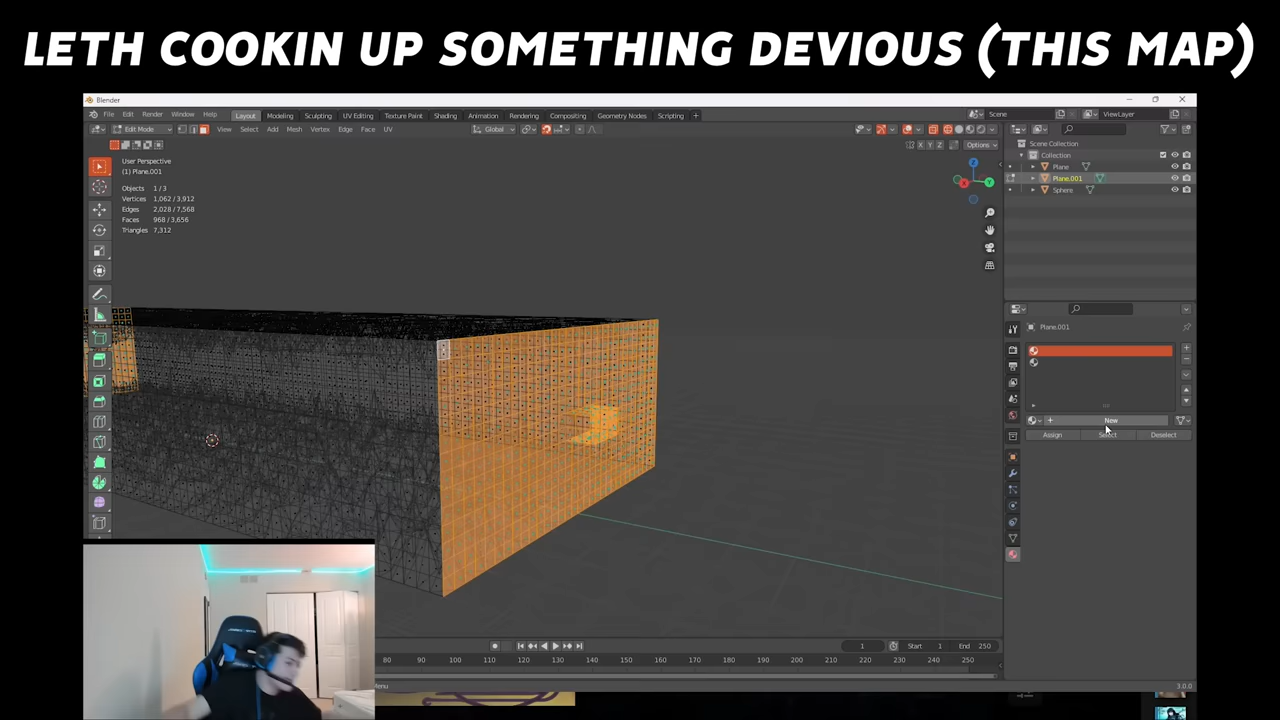 LETH COOKIN UP SOMETHING DEVIOUS (THIS MAP)
Blender
File Edit Render Window Help Layout Modeling Sculpting UV Editing Texture Paint Shading Animation Rendering Compositing Geometry Nodes Scripting + Scene ViewLayer
Edit Mode View Select Add Mesh Vertex Edge Face UV Global
X Y Z Options
User Perspective
(1) Plane.001
Objects 1 / 3
Vertices 1,062 / 3,912
Edges 2,028 / 7,568
Faces 968 / 3,656
Triangles 7,312
Z
X Y
Scene Collection
Collection
Plane
Plane.001
Sphere
Plane.001
+ New
Assign Select Deselect
1 Start 1 End 250
80 90 100 110 120 130 140 150 160 170 180 190 200 210 220 230 240 250
Menu
3.0.0